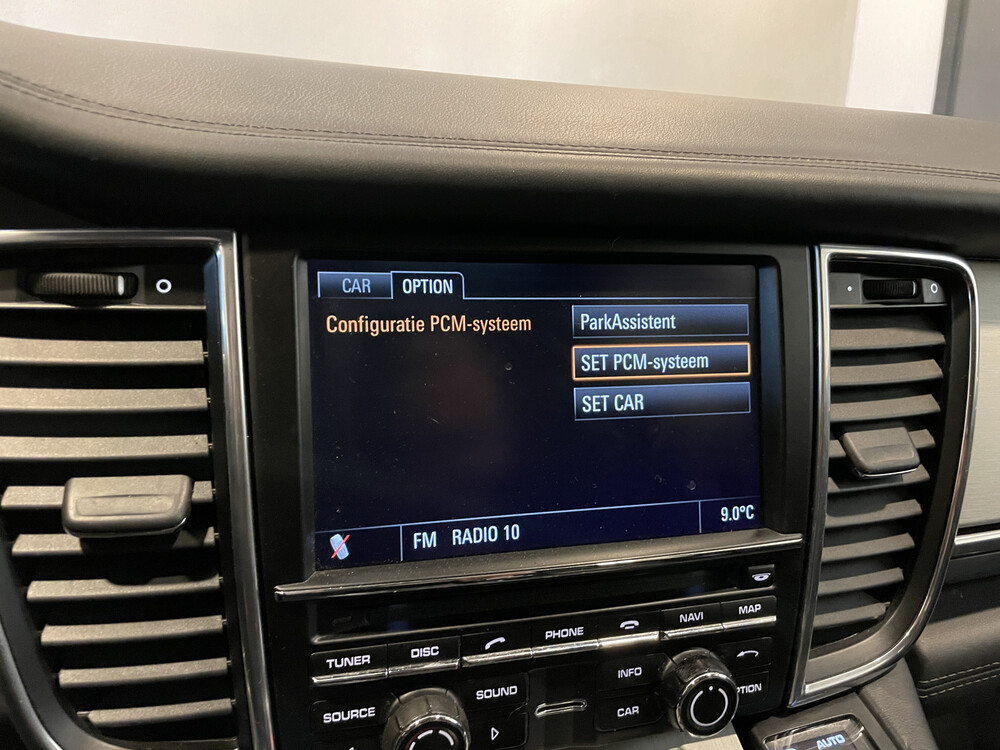 CAR OPTION
Configuratie PCM-systeem
ParkAssistent
SET PCM-systeem
SET CAR
FM RADIO 10
9.0°C
TUNER DISC PHONE NAVI MAP
SOURCE SOUND INFO
CAR
AUTO